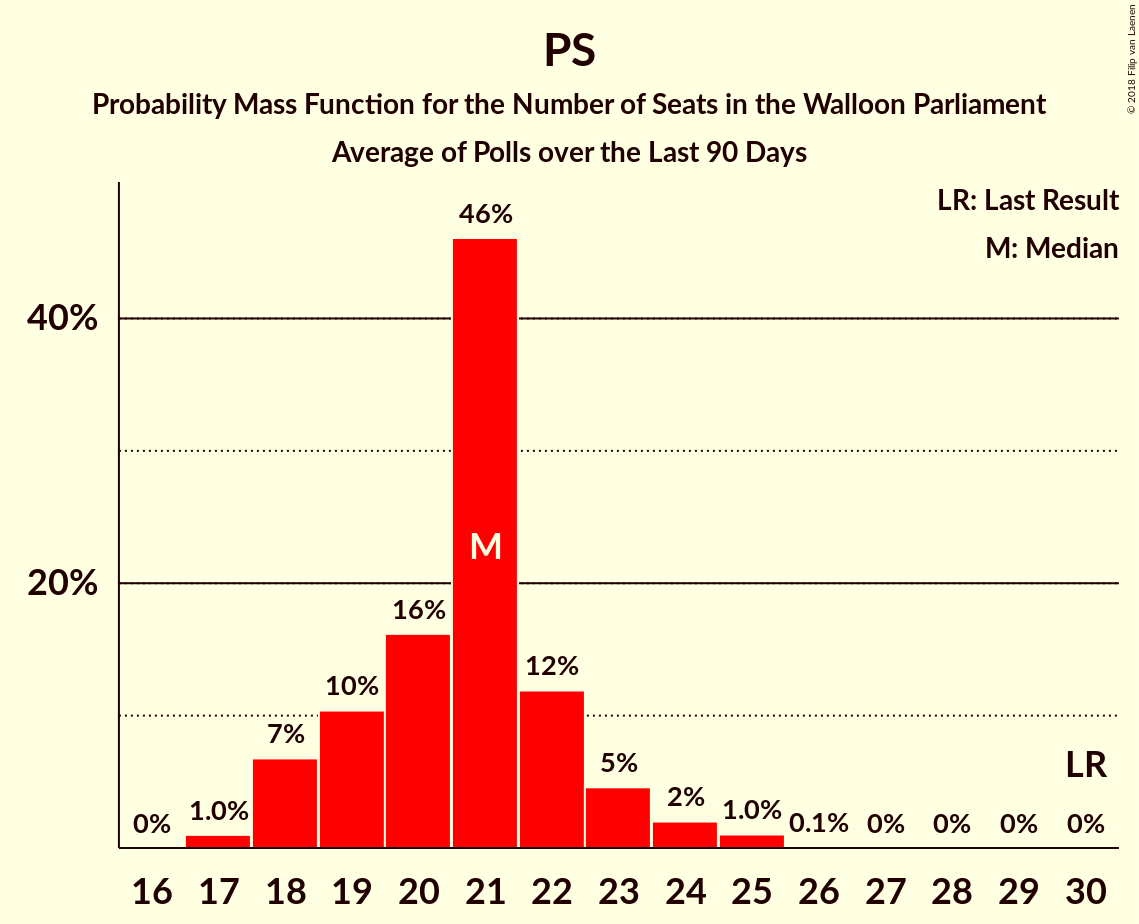 PS
Probability Mass Function for the Number of Seats in the Walloon Parliament
Average of Polls over the Last 90 Days
© 2018 Filip van Laenen
LR: Last Result
M: Median
46%
40%
M
20%
16%
12%
10%
7%
5%
2%
LR
0% 1.0% 1.0% 0.1% 0% 0% 0% 0%
16 17 18 19 20 21 22 23 24 25 26 27 28 29 30